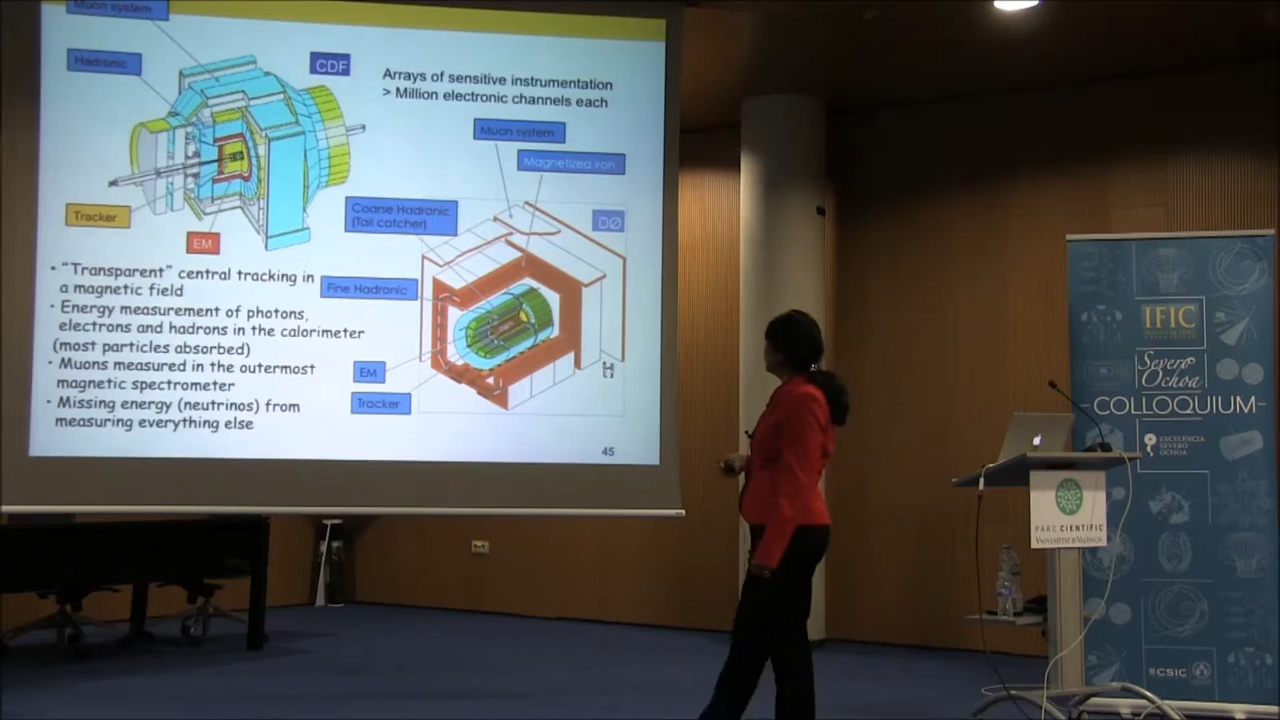 Muon system
Hadronic
CDF
Arrays of sensitive instrumentation
> Million electronic channels each
Muon system
Magnetized iron
Coarse Hadronic
(Tail catcher)
DØ
Tracker
EM
Fine Hadronic
• "Transparent" central tracking in
a magnetic field
• Energy measurement of photons,
electrons and hadrons in the calorimeter
(most particles absorbed)
• Muons measured in the outermost
magnetic spectrometer
• Missing energy (neutrinos) from
measuring everything else
EM
Tracker
45
IFIC
Severo
Ochoa
-COLLOQUIUM-
EXCELENCIA
SEVERO
OCHOA
PARC CIENTÍFIC
VNIVERSITAT D VALÈNCIA
CSIC